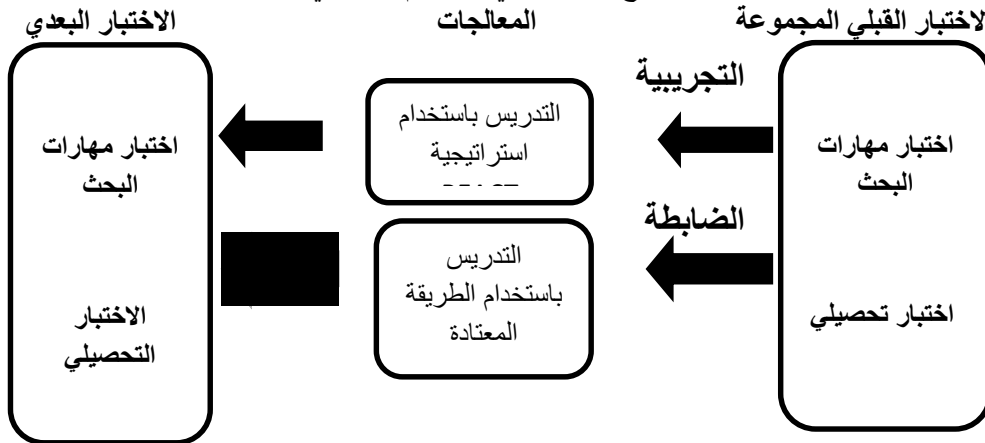 لاختبار القبلي المجموعة
المعالجات
الاختبار البعدي
التجريبية
الضابطة
اختبار مهارات
البحث
اختبار تحصيلي
التدريس باستخدام
استراتيجية
التدريس
باستخدام الطريقة
المعتادة
اختبار مهارات
البحث
الاختبار
التحصيلي